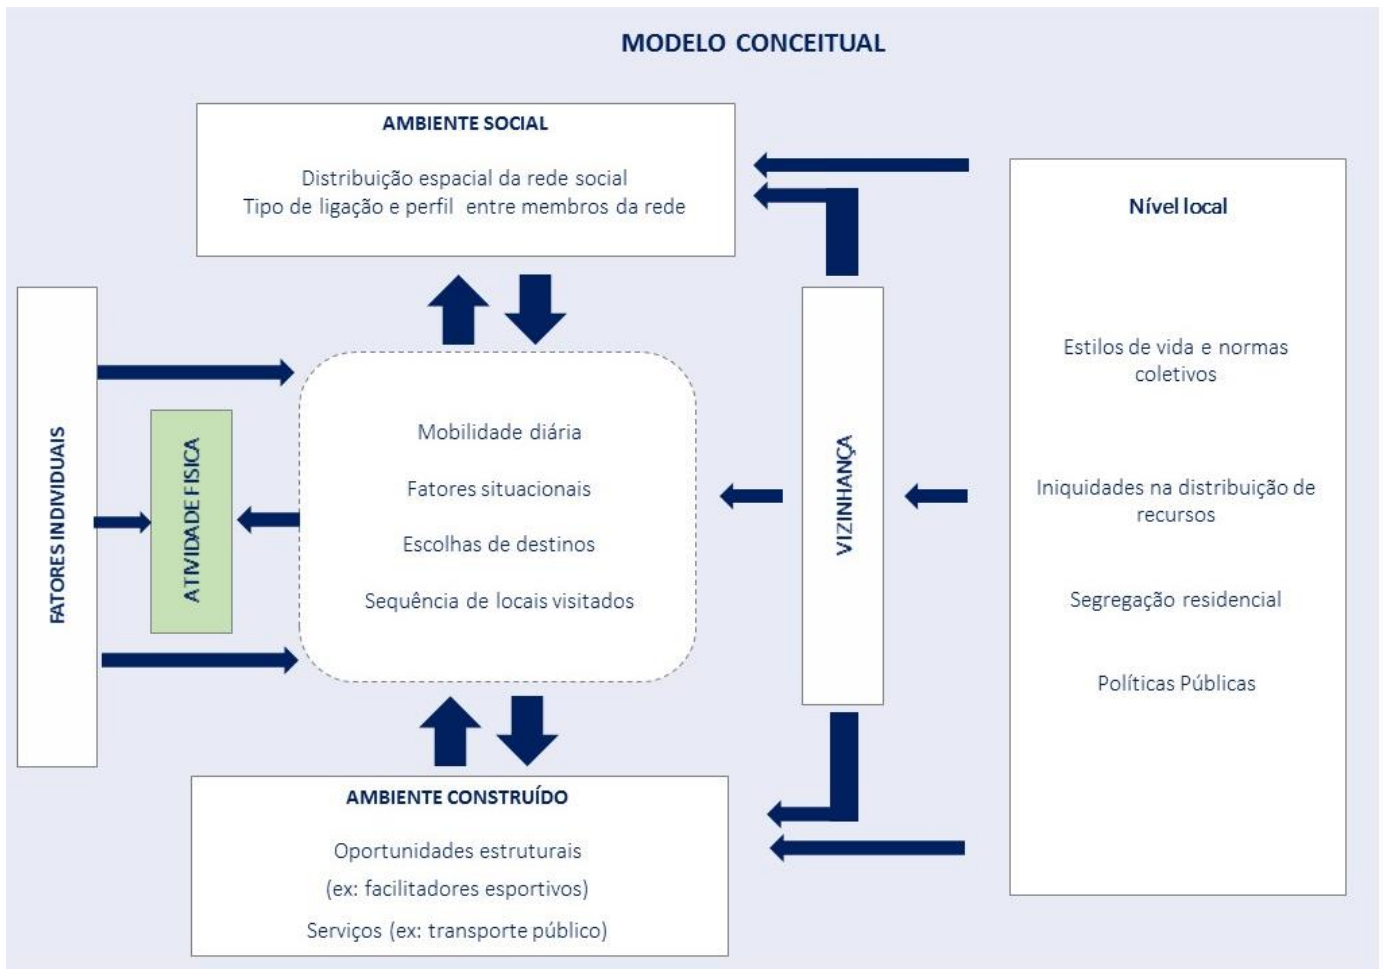 MODELO CONCEITUAL
AMBIENTE SOCIAL
Distribuição espacial da rede social
Tipo de ligação e perfil entre membros da rede
Nível local
Estilos de vida e normas
coletivos
Iniquidades na distribuição de
recursos
Segregação residencial
Políticas Públicas
FATORES INDIVIDUAIS
ATIVIDADE FISICA
Mobilidade diária
Fatores situacionais
Escolhas de destinos
Sequência de locais visitados
VIZINHANÇA
AMBIENTE CONSTRUÍDO
Oportunidades estruturais
(ex: facilitadores esportivos)
Serviços (ex: transporte público)